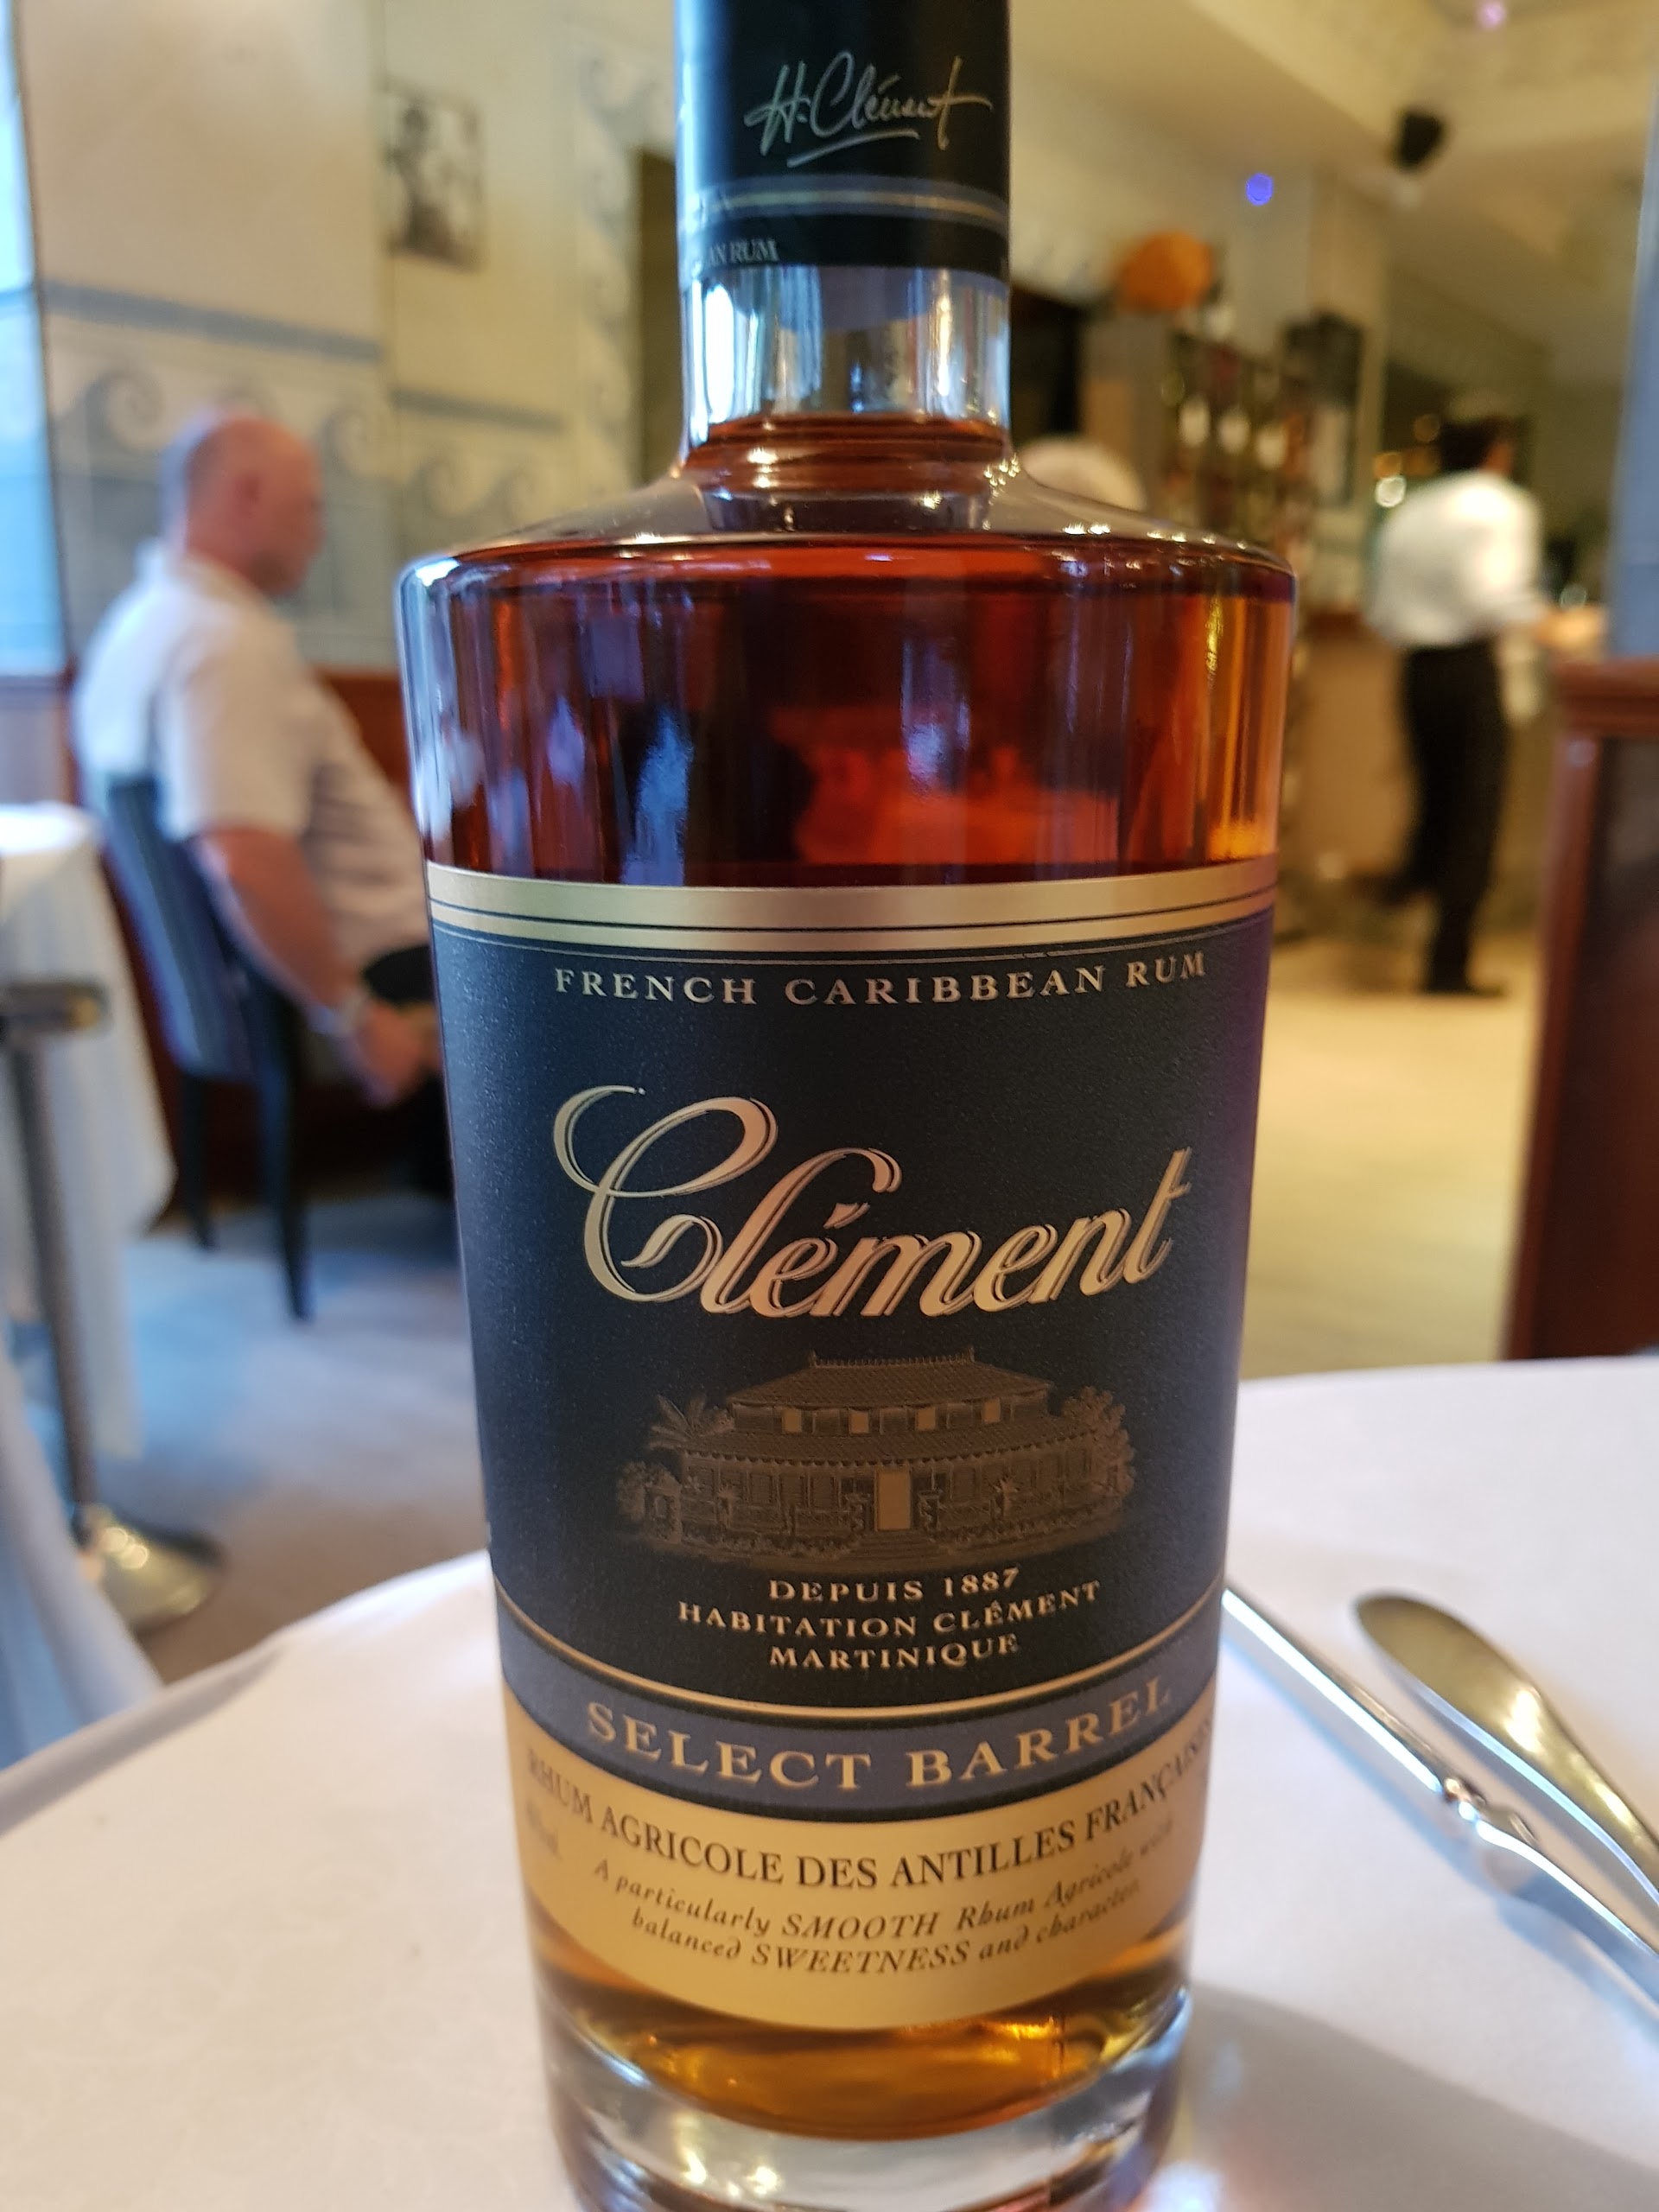 H. Clément
RUM
FRENCH CARIBBEAN RUM
Clément
DEPUIS 1887
HABITATION CLÉMENT
MARTINIQUE
SELECT BARREL
RHUM AGRICOLE DES ANTILLES FRANÇAISES
A particularly SMOOTH Rhum Agricole with
balanced SWEETNESS and character.